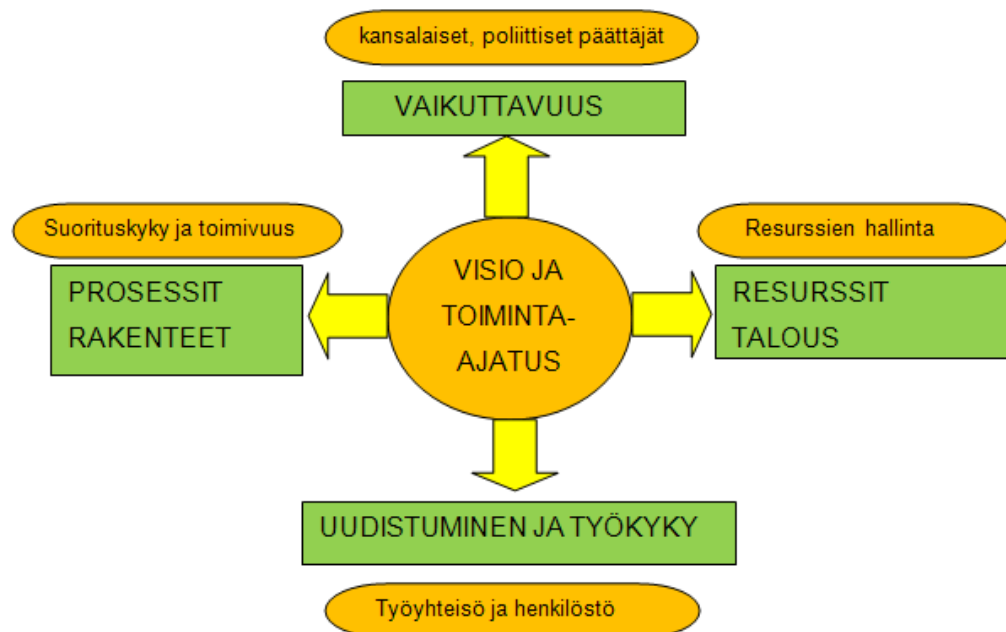 kansalaiset, poliittiset päättäjät
VAIKUTTAVUUS
Suorituskyky ja toimivuus
PROSESSIT
RAKENTEET
VISIO JA
TOIMINTA-
AJATUS
Resurssien hallinta
RESURSSIT
TALOUS
UUDISTUMINEN JA TYÖKYKY
Työyhteisö ja henkilöstö